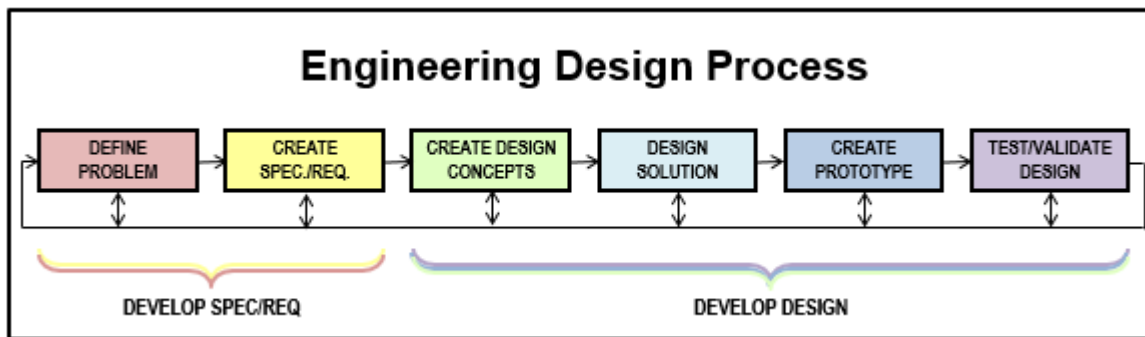 Engineering Design Process
DEFINE
PROBLEM
CREATE
SPEC./REQ.
CREATE DESIGN
CONCEPTS
DESIGN
SOLUTION
CREATE
PROTOTYPE
TEST/VALIDATE
DESIGN
DEVELOP SPEC/REQ
DEVELOP DESIGN